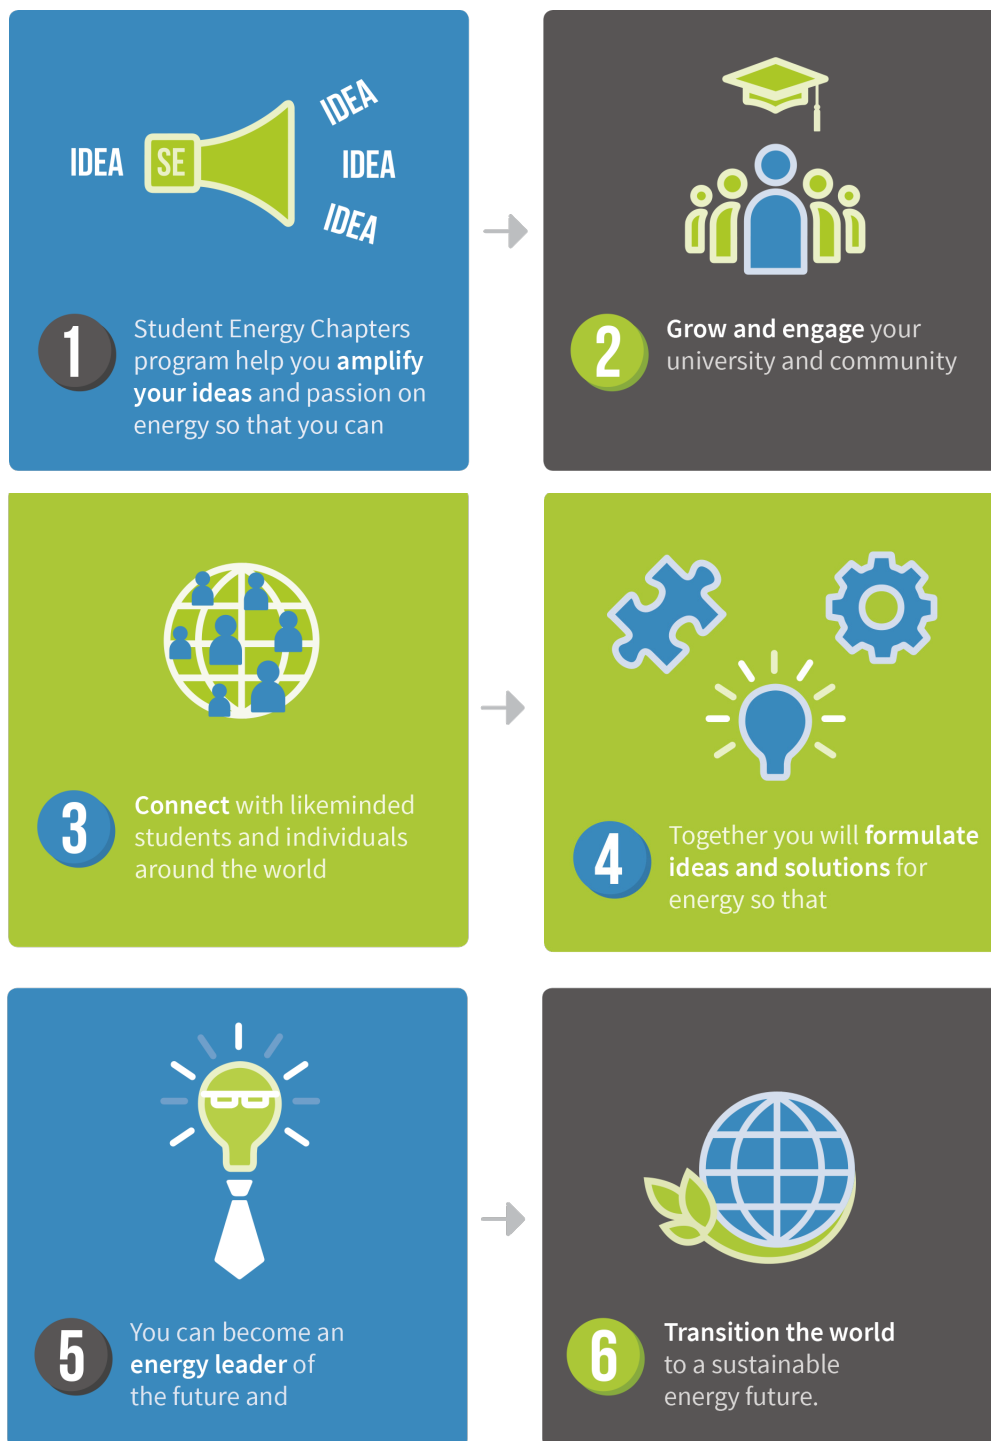 IDEA
SE
IDEA
IDEA
IDEA
1
Student Energy Chapters
program help you amplify
your ideas and passion on
energy so that you can
2
Grow and engage your
university and community
3
Connect with likeminded
students and individuals
around the world
4
Together you will formulate
ideas and solutions for
energy so that
5
You can become an
energy leader of
the future and
6
Transition the world
to a sustainable
energy future.